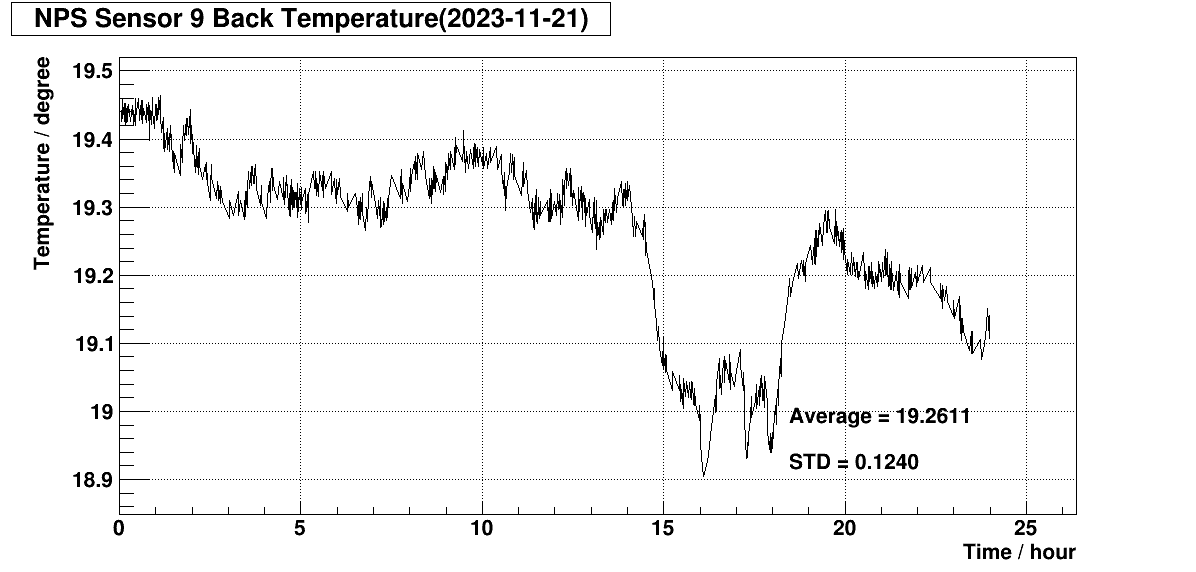 NPS Sensor 9 Back Temperature(2023-11-21)
Temperature / degree
19.5
19.4
19.3
19.2
19.1
19
18.9
Average = 19.2611
STD = 0.1240
0 5 10 15 20 25
Time / hour